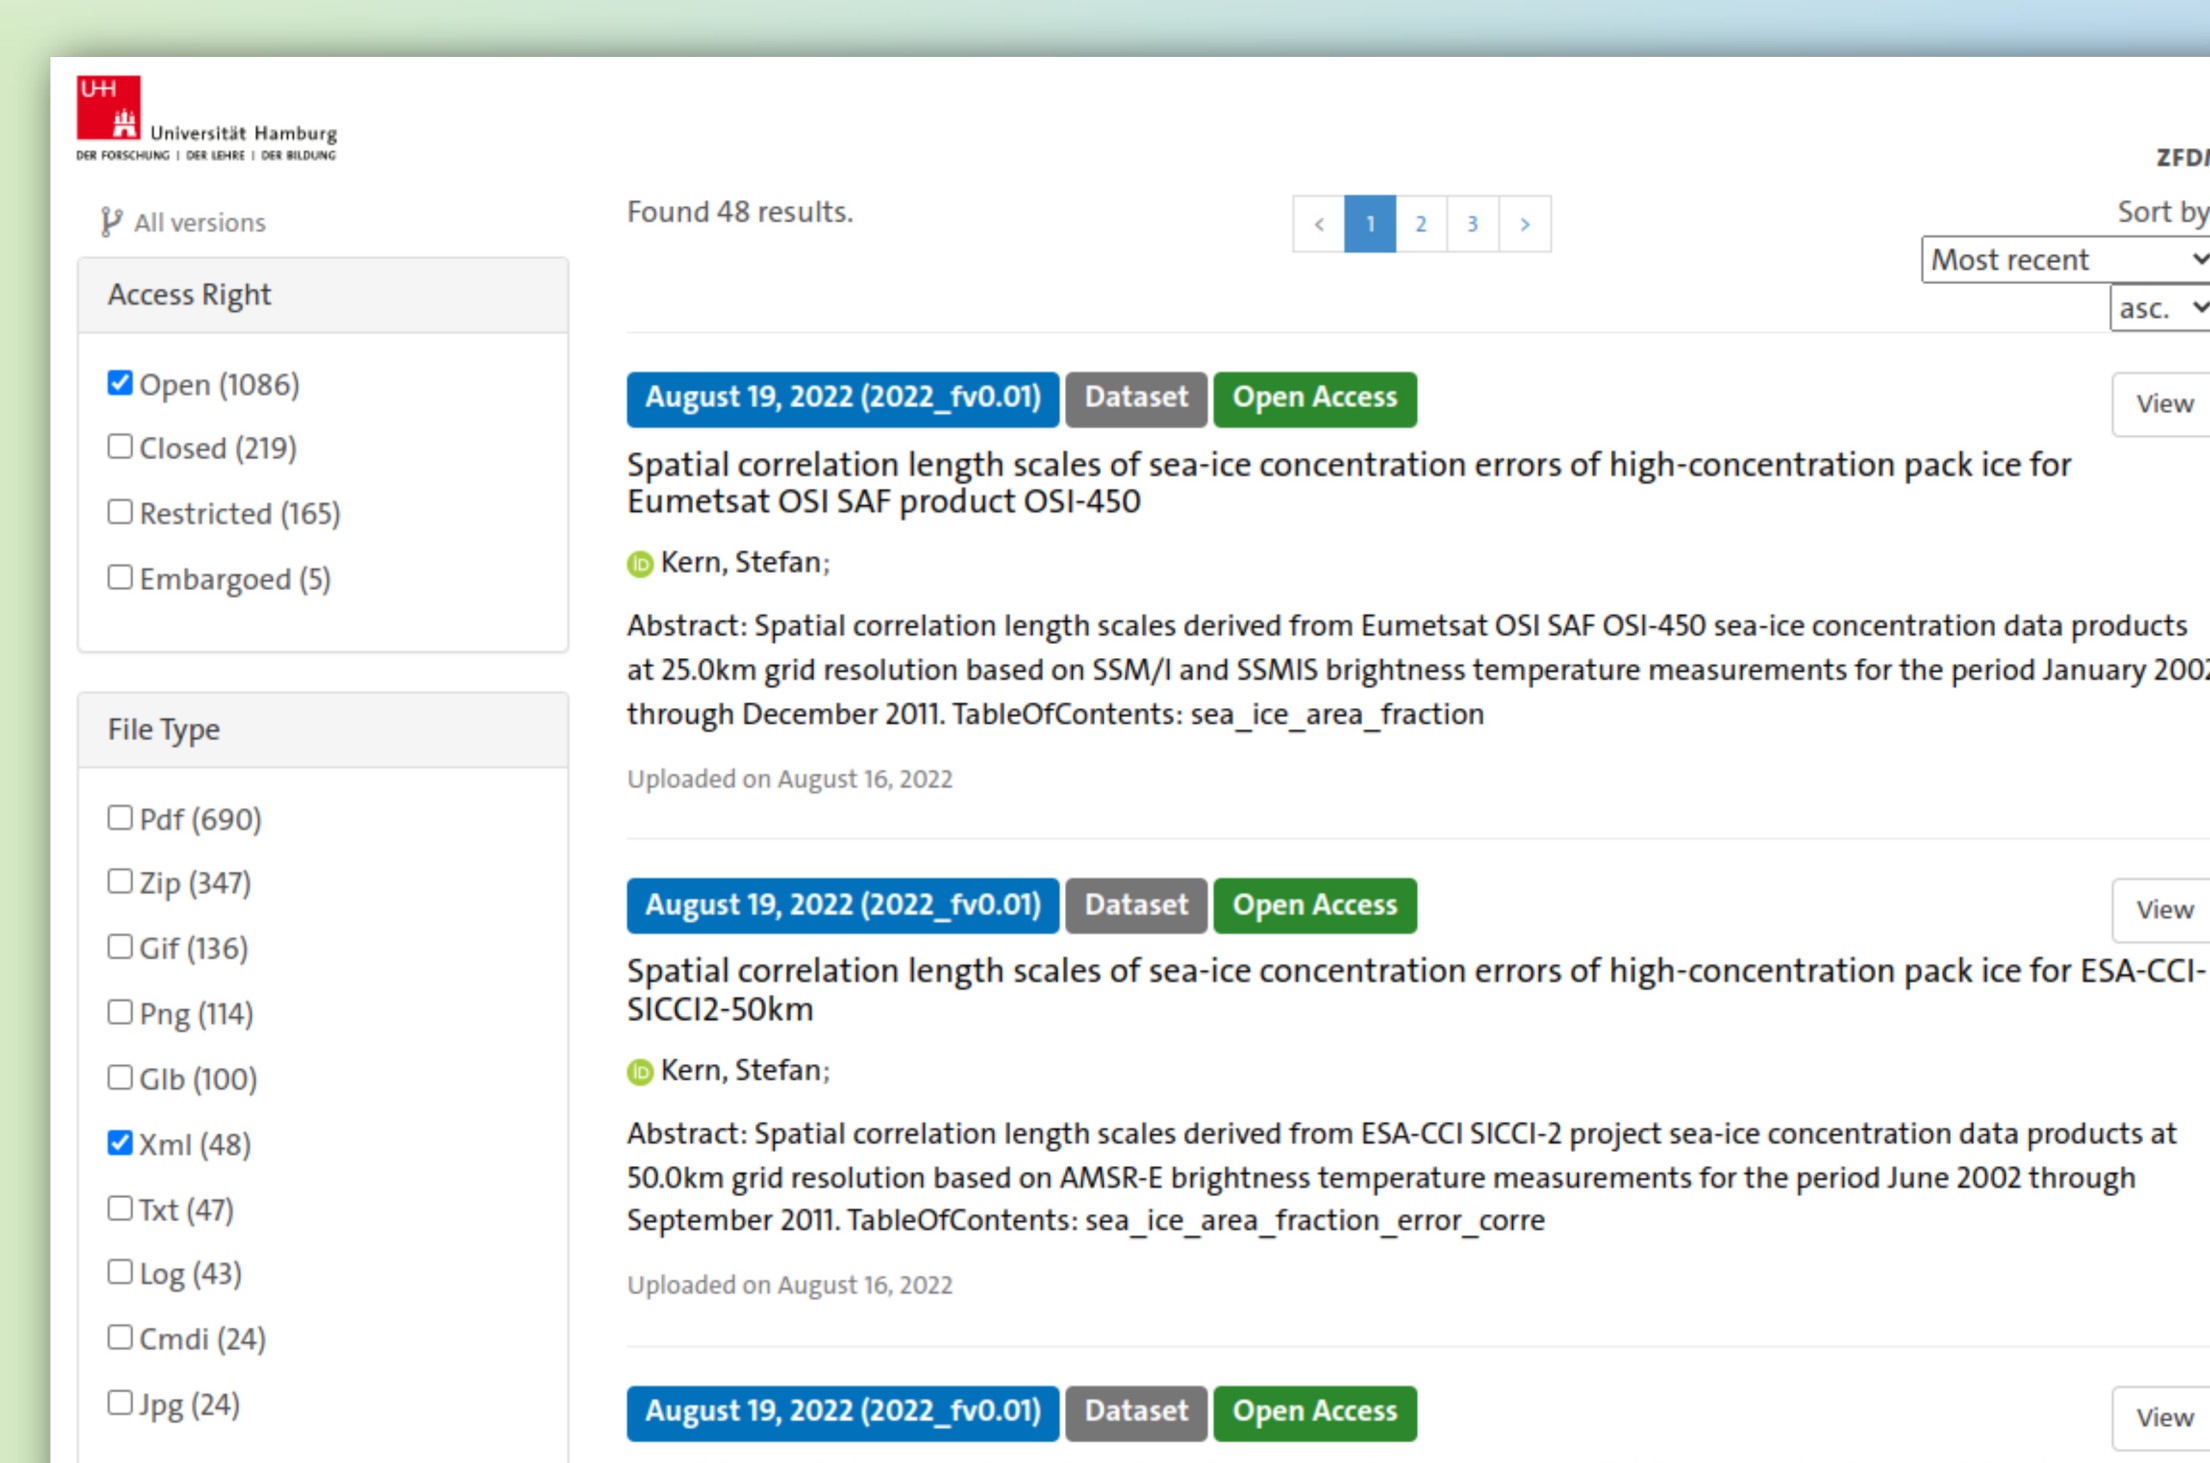 UHH
Universität Hamburg
DER FORSCHUNG | DER LEHRE | DER BILDUNG
All versions
Access Right
Open (1086)
Closed (219)
Restricted (165)
Embargoed (5)
File Type
Pdf (690)
Zip (347)
Gif (136)
Png (114)
Glb (100)
Xml (48)
Txt (47)
Log (43)
Cmdi (24)
Jpg (24)
Found 48 results.
< 1 2 3 >
Sort by
Most recent
asc.
August 19, 2022 (2022_fv0.01) Dataset Open Access
View
Spatial correlation length scales of sea-ice concentration errors of high-concentration pack ice for
Eumetsat OSI SAF product OSI-450
iD Kern, Stefan;
Abstract: Spatial correlation length scales derived from Eumetsat OSI SAF OSI-450 sea-ice concentration data products
at 25.0km grid resolution based on SSM/I and SSMIS brightness temperature measurements for the period January 2002
through December 2011. TableOfContents: sea_ice_area_fraction
Uploaded on August 16, 2022
August 19, 2022 (2022_fv0.01) Dataset Open Access
View
Spatial correlation length scales of sea-ice concentration errors of high-concentration pack ice for ESA-CCI-
SICCI2-50km
iD Kern, Stefan;
Abstract: Spatial correlation length scales derived from ESA-CCI SICCI-2 project sea-ice concentration data products at
50.0km grid resolution based on AMSR-E brightness temperature measurements for the period June 2002 through
September 2011. TableOfContents: sea_ice_area_fraction_error_corre
Uploaded on August 16, 2022
August 19, 2022 (2022_fv0.01) Dataset Open Access
View